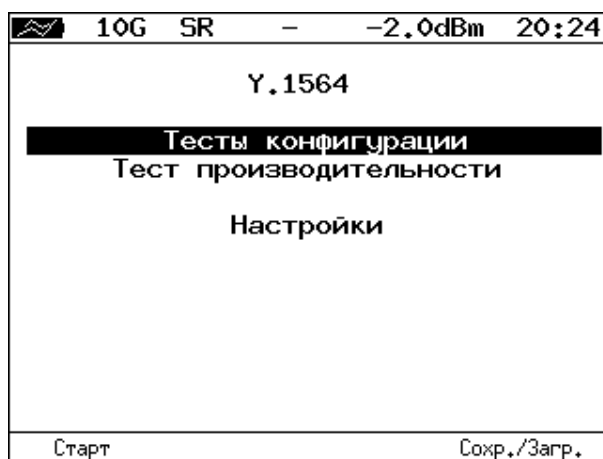 10G SR – –2.0dBm 20:24
Y.1564
Тесты конфигурации
Тест производительности
Настройки
Старт Сохр./Загр.